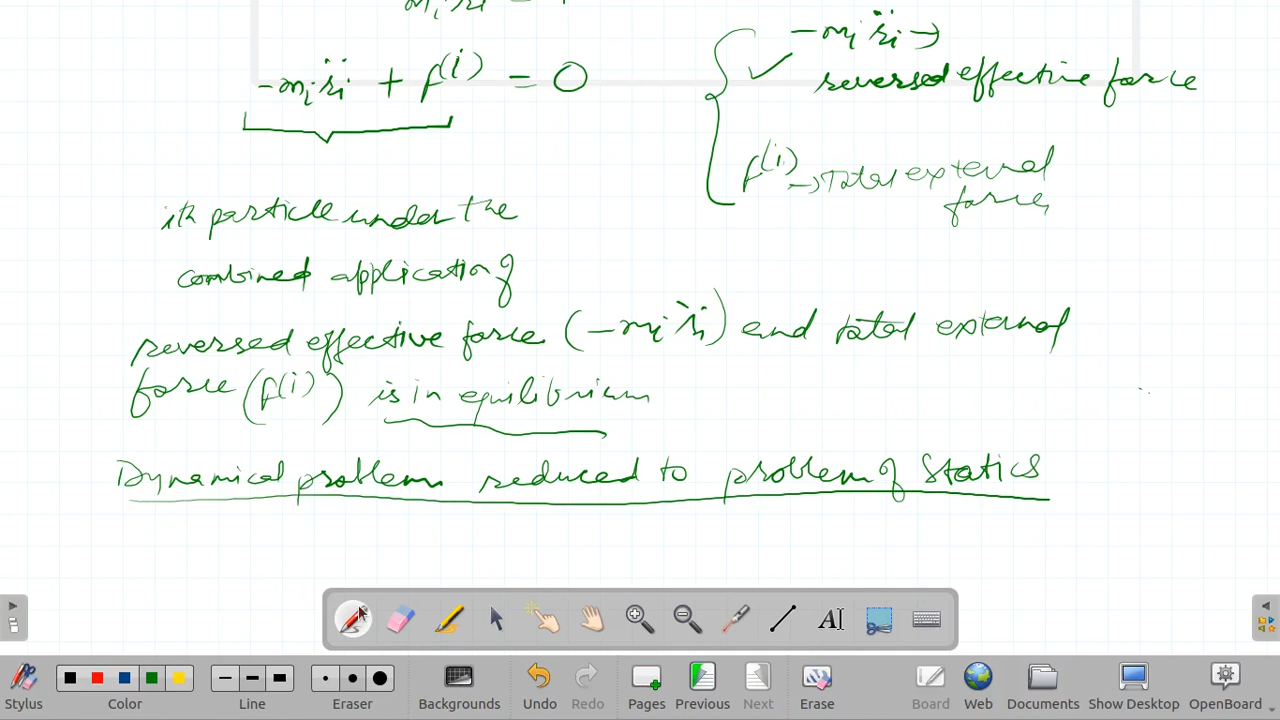 -mᵢr̈ᵢ + F^(i) = 0
-mᵢr̈ᵢ →
reversed effective force
F^(i) → Total external
force,
ith particle under the
combined application of
reversed effective force (-mᵢr̈ᵢ) and total external
force (F^(i)) is in equilibrium
Dynamical problem reduced to problem of Statics
Stylus
Color
Line
Eraser
Backgrounds
Undo
Redo
Pages
Previous
Next
Erase
Board
Web
Documents
Show Desktop
OpenBoard